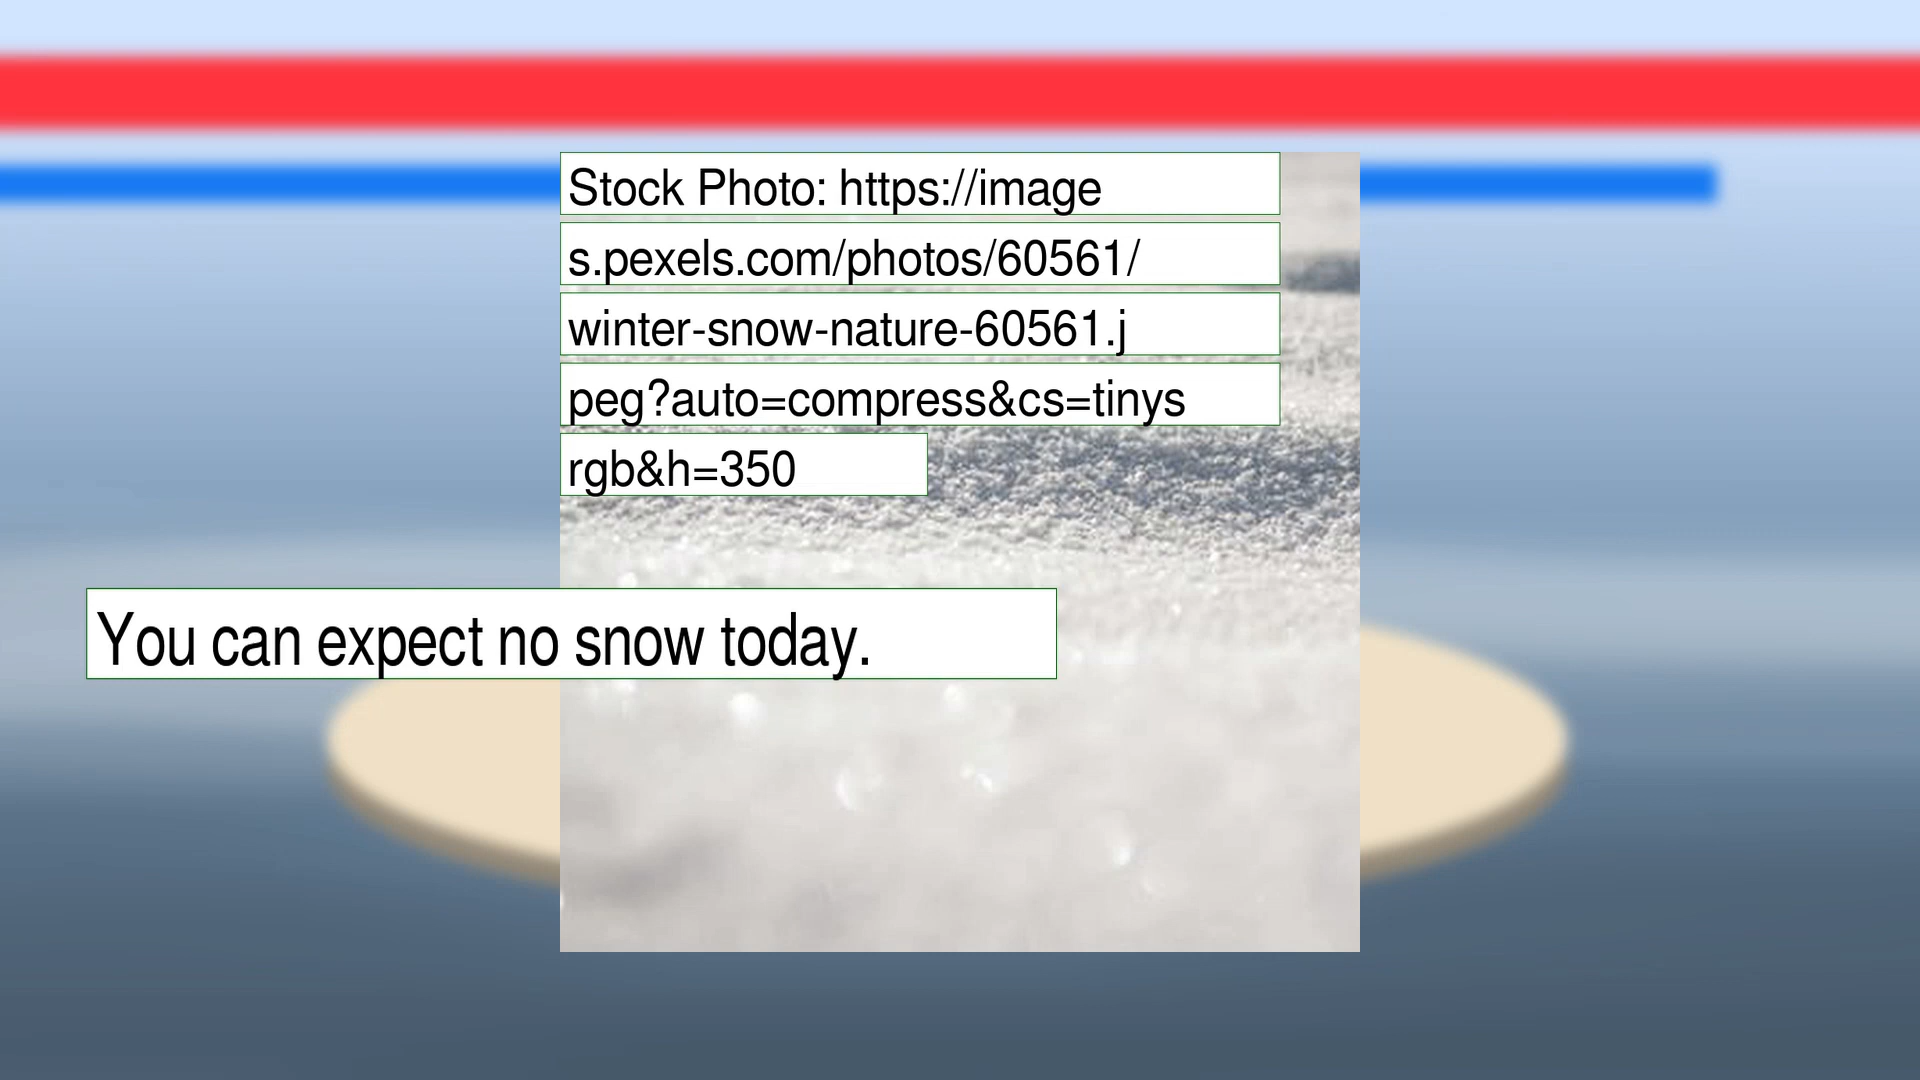 Stock Photo: https://image
s.pexels.com/photos/60561/
winter-snow-nature-60561.j
peg?auto=compress&cs=tinys
rgb&h=350
You can expect no snow today.